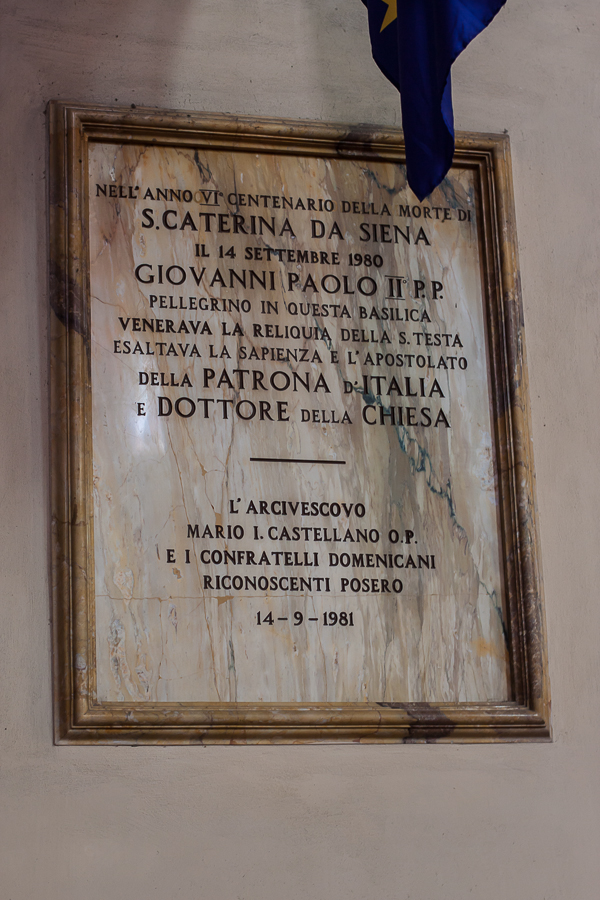 NELL'ANNO VI° CENTENARIO DELLA MORTE DI
S. CATERINA DA SIENA
IL 14 SETTEMBRE 1980
GIOVANNI PAOLO II° P.P.
PELLEGRINO IN QUESTA BASILICA
VENERAVA LA RELIQUIA DELLA S. TESTA
ESALTAVA LA SAPIENZA E L'APOSTOLATO
DELLA PATRONA D'ITALIA
E DOTTORE DELLA CHIESA
L'ARCIVESCOVO
MARIO I. CASTELLANO O.P.
E I CONFRATELLI DOMENICANI
RICONOSCENTI POSERO
14-9-1981